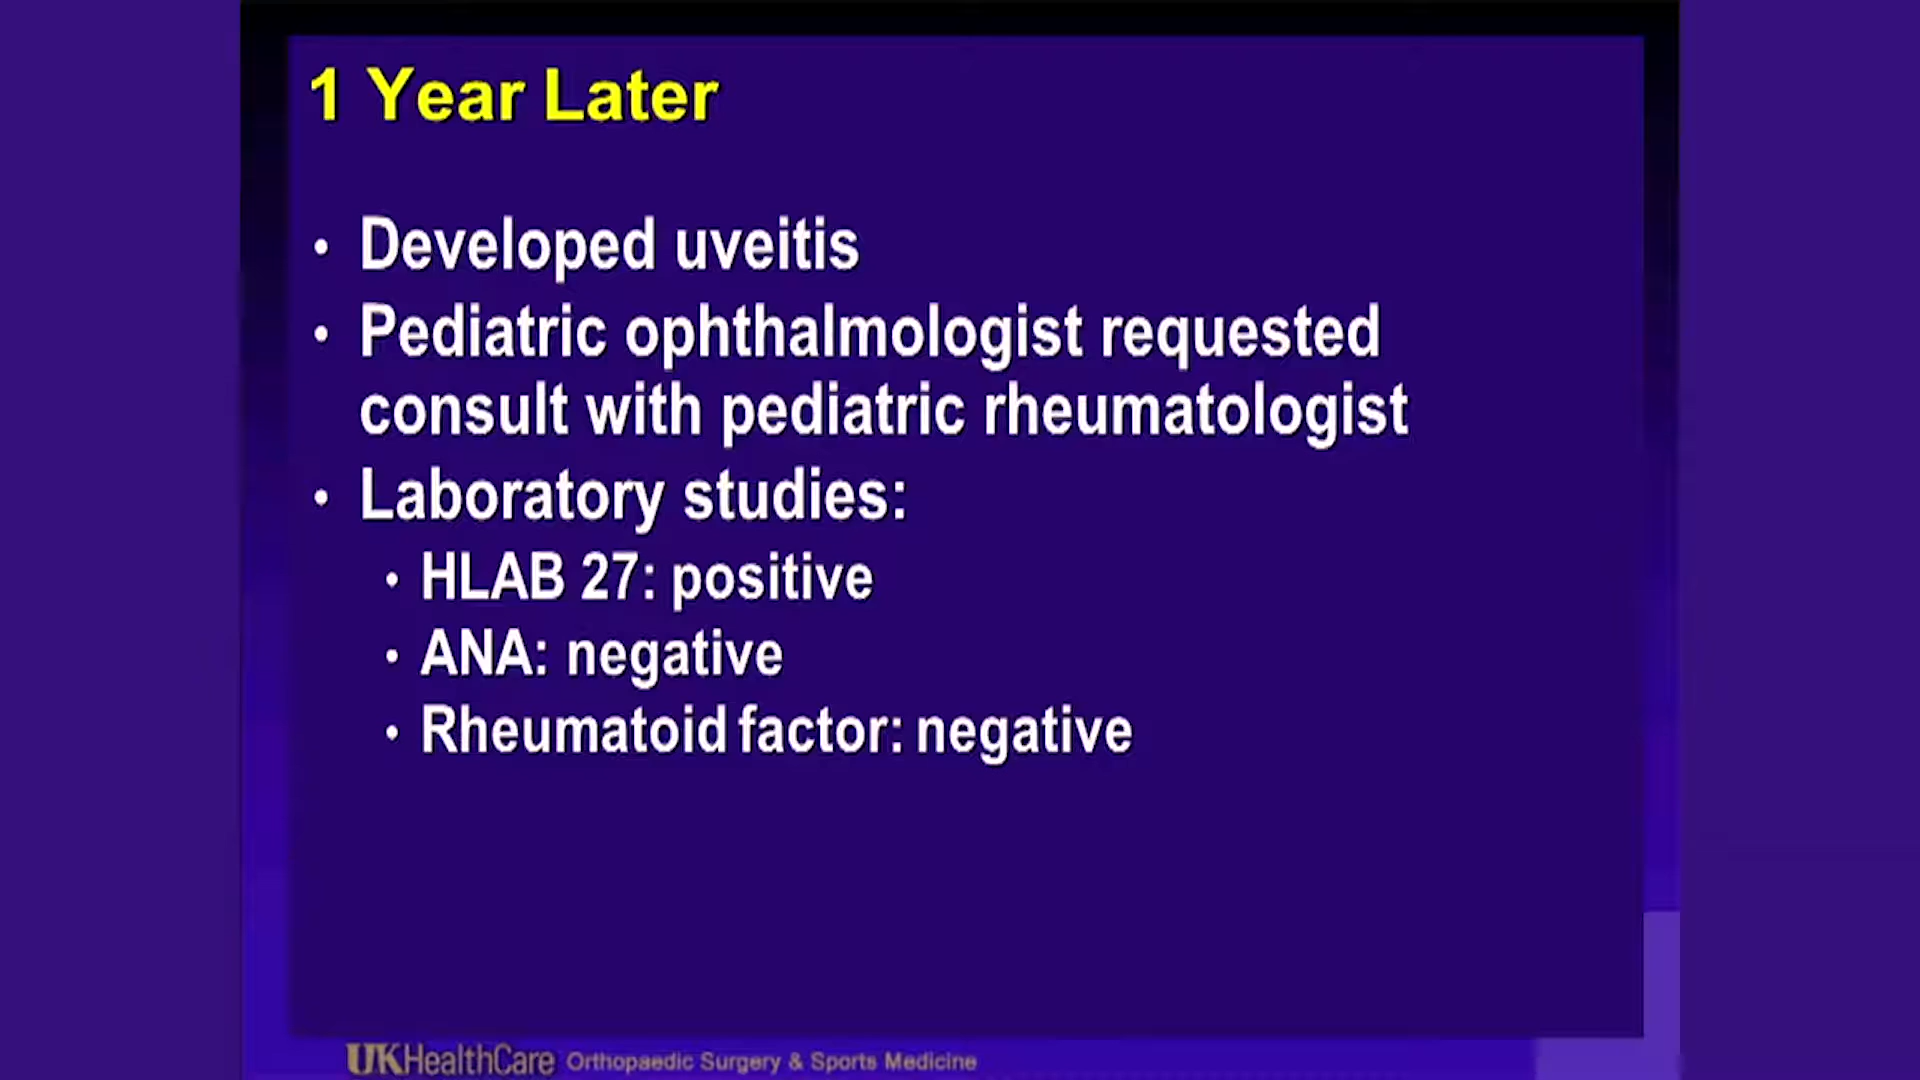 1 Year Later
• Developed uveitis
• Pediatric ophthalmologist requested
consult with pediatric rheumatologist
• Laboratory studies:
• HLAB 27: positive
• ANA: negative
• Rheumatoid factor: negative
UKHealthCare Orthopaedic Surgery & Sports Medicine